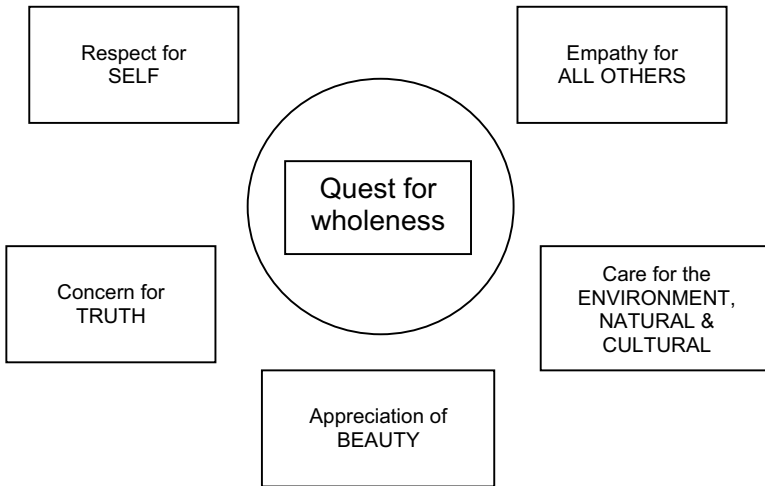 Respect for
SELF
Empathy for
ALL OTHERS
Quest for
wholeness
Concern for
TRUTH
Care for the
ENVIRONMENT,
NATURAL &
CULTURAL
Appreciation of
BEAUTY